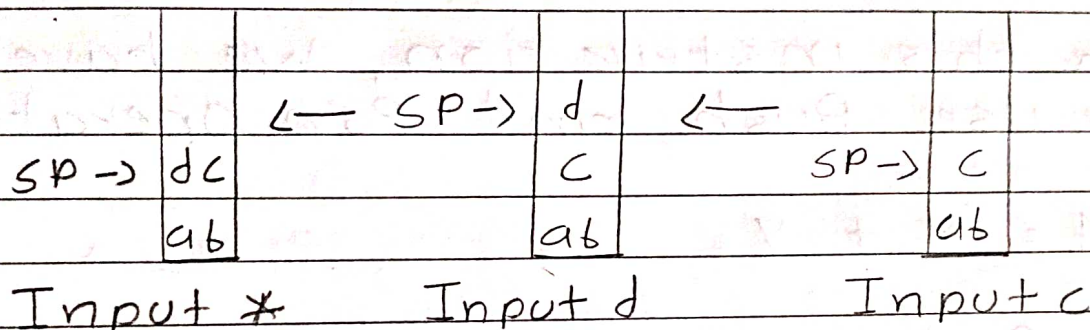 <— SP-> d <—
SP-> dc c SP-> c
ab ab ab
Input * Input d Input c